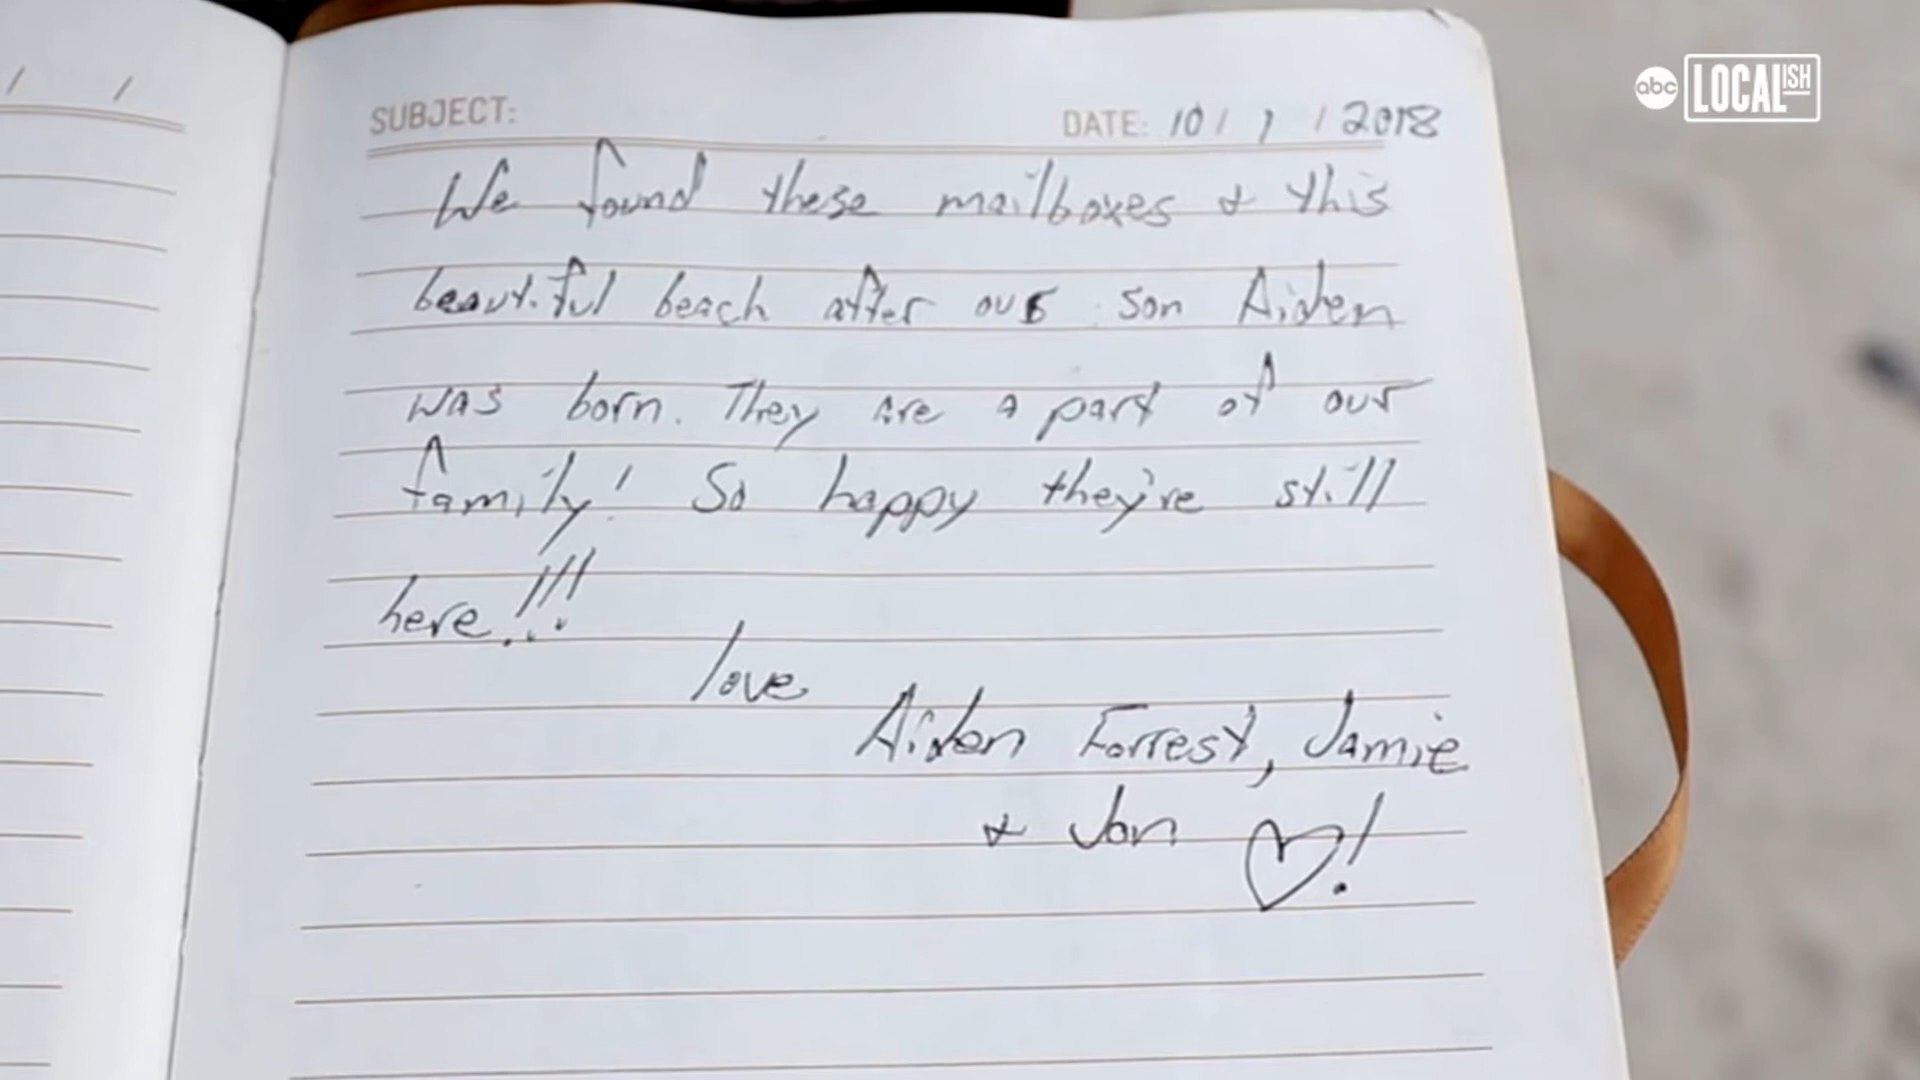 abc LOCALISH
SUBJECT: DATE: 10 / 1 / 2018
We found these mailboxes & this
beautiful beach after our son Aiden
was born. They are a part of our
family! So happy they're still
here!!!
love
Aiden Forrest, Jamie
& Jon ♡!